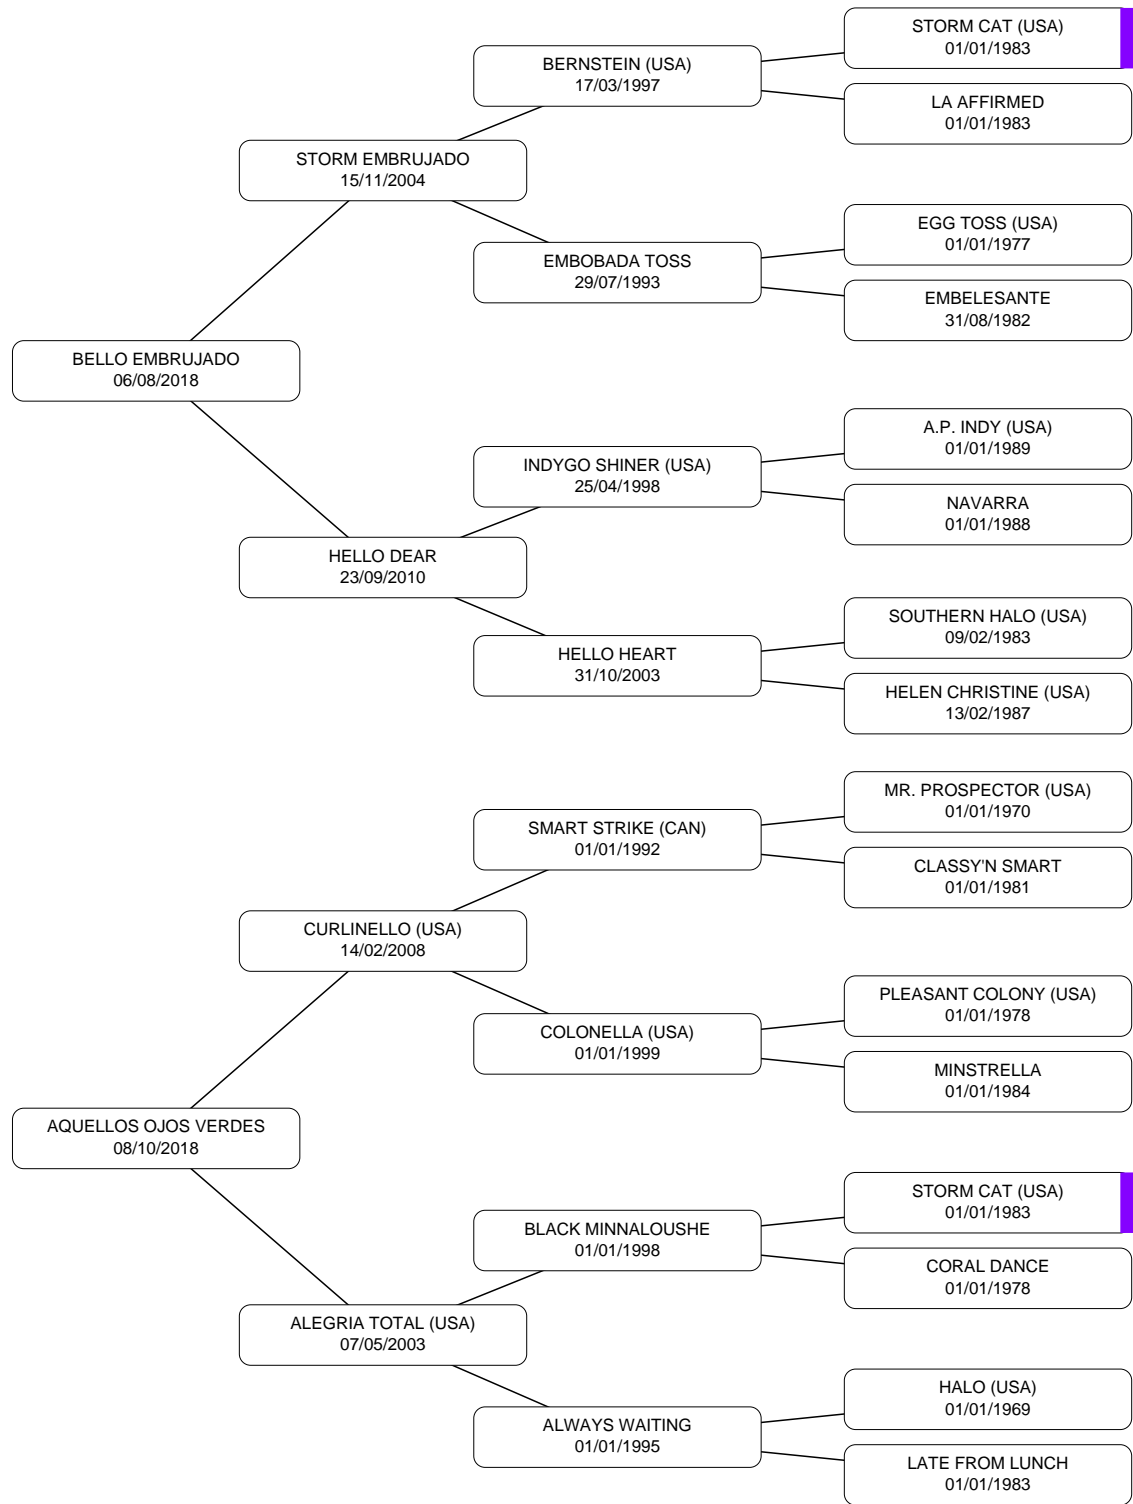 STORM CAT (USA)
01/01/1983
BERNSTEIN (USA)
17/03/1997
LA AFFIRMED
01/01/1983
STORM EMBRUJADO
15/11/2004
EGG TOSS (USA)
01/01/1977
EMBOBADA TOSS
29/07/1993
EMBELESANTE
31/08/1982
BELLO EMBRUJADO
06/08/2018
A.P. INDY (USA)
01/01/1989
INDYGO SHINER (USA)
25/04/1998
NAVARRA
01/01/1988
HELLO DEAR
23/09/2010
SOUTHERN HALO (USA)
09/02/1983
HELLO HEART
31/10/2003
HELEN CHRISTINE (USA)
13/02/1987
MR. PROSPECTOR (USA)
01/01/1970
SMART STRIKE (CAN)
01/01/1992
CLASSY'N SMART
01/01/1981
CURLINELLO (USA)
14/02/2008
PLEASANT COLONY (USA)
01/01/1978
COLONELLA (USA)
01/01/1999
MINSTRELLA
01/01/1984
AQUELLOS OJOS VERDES
08/10/2018
STORM CAT (USA)
01/01/1983
BLACK MINNALOUSHE
01/01/1998
CORAL DANCE
01/01/1978
ALEGRIA TOTAL (USA)
07/05/2003
HALO (USA)
01/01/1969
ALWAYS WAITING
01/01/1995
LATE FROM LUNCH
01/01/1983